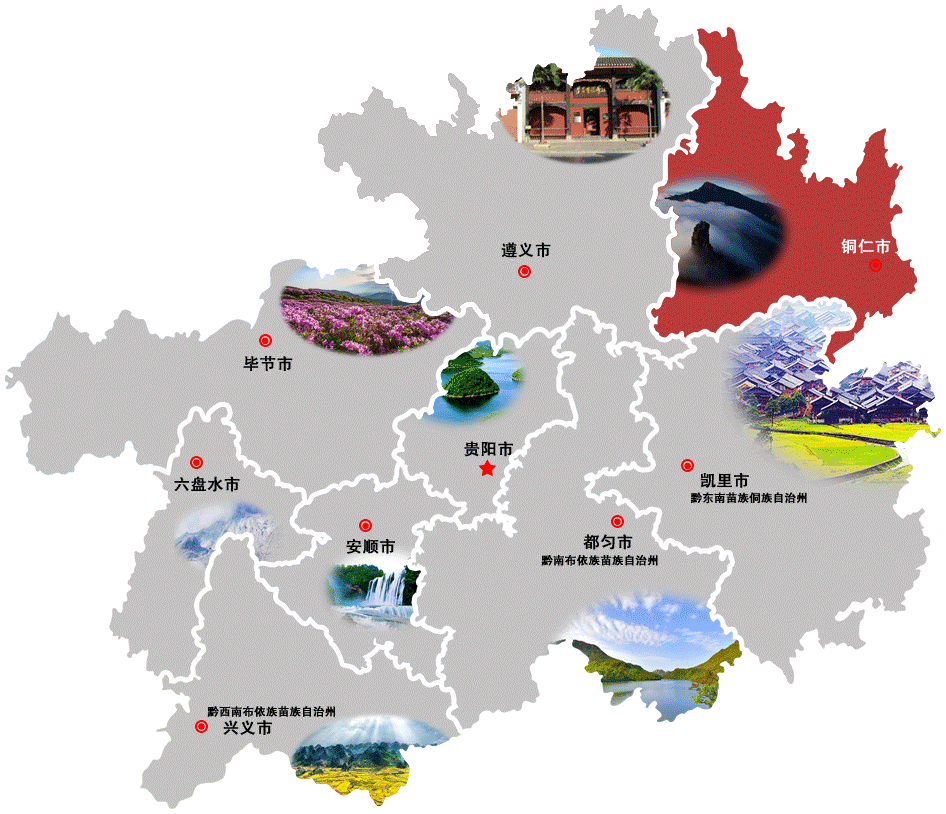 遵义市
铜仁市
毕节市
贵阳市
六盘水市
凯里市
黔东南苗族侗族自治州
安顺市
都匀市
黔南布依族苗族自治州
黔西南布依族苗族自治州
兴义市